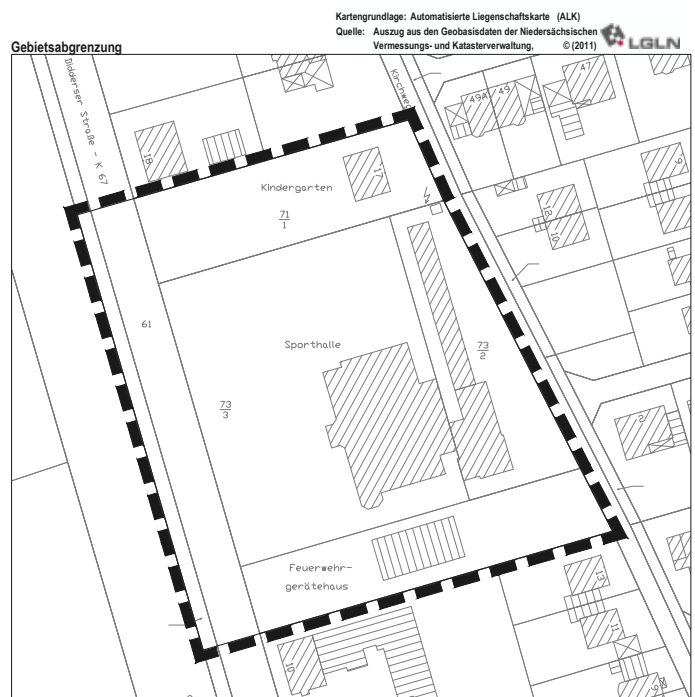 Kartengrundlage: Automatisierte Liegenschaftskarte (ALK)
Quelle: Auszug aus den Geobasisdaten der Niedersächsischen
Vermessungs- und Katasterverwaltung, © (2011)
LGLN
Gebietsabgrenzung
Didderser Straße - K 67
Kirchweg
47
49A
49
18
17
9
Kindergarten
71
1
12
10
61
Sporthalle
73
2
73
3
2
Feuerwehr-
gerätehaus
13
11
10
9